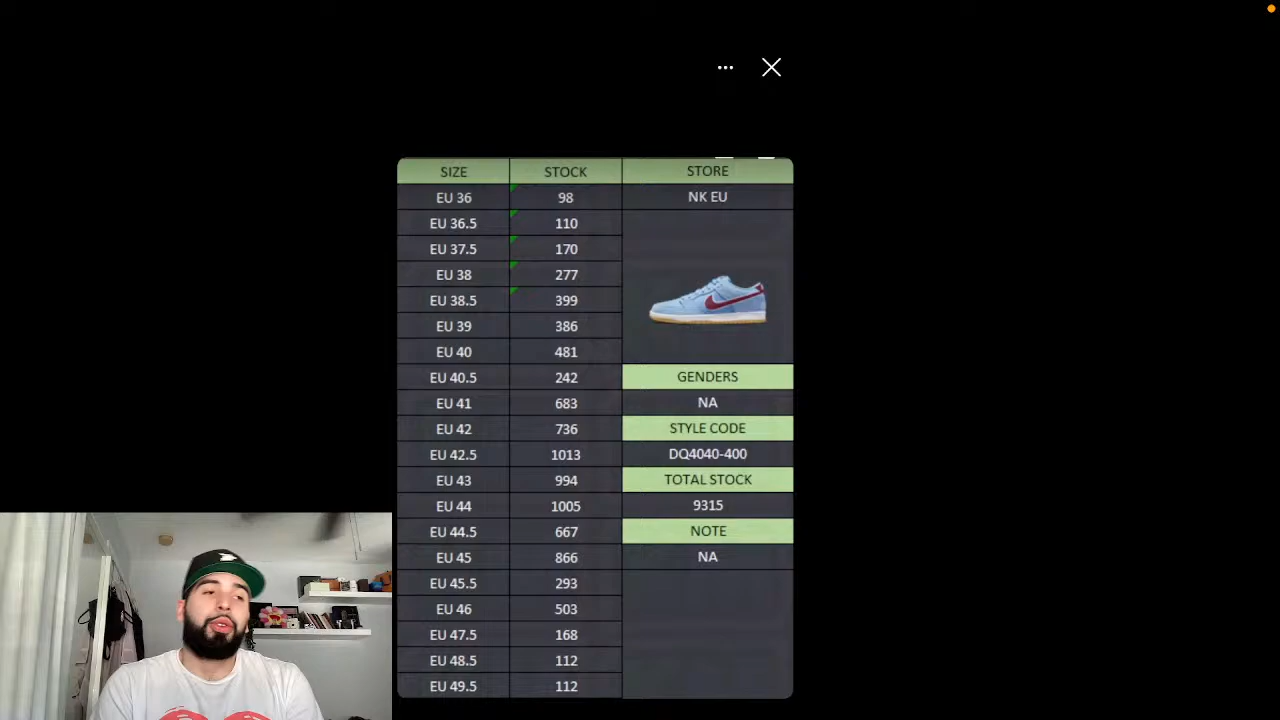 SIZE STOCK STORE
EU 36 98 NK EU
EU 36.5 110
EU 37.5 170
EU 38 277
EU 38.5 399
EU 39 386
EU 40 481
EU 40.5 242 GENDERS
EU 41 683 NA
EU 42 736 STYLE CODE
EU 42.5 1013 DQ4040-400
EU 43 994 TOTAL STOCK
EU 44 1005 9315
EU 44.5 667 NOTE
EU 45 866 NA
EU 45.5 293
EU 46 503
EU 47.5 168
EU 48.5 112
EU 49.5 112